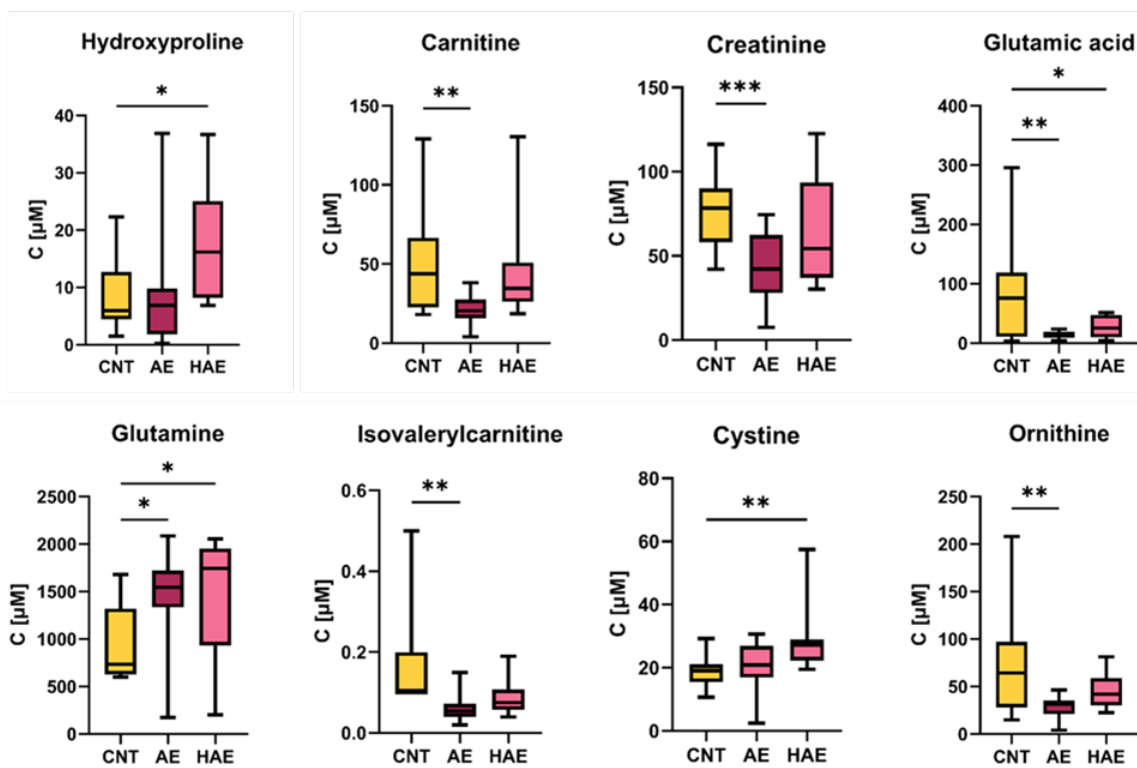 Hydroxyproline
*
40
30
20
10
0
C [µM]
CNT AE HAE
Carnitine
**
150
100
50
0
C [µM]
CNT AE HAE
Creatinine
***
150
100
50
0
C [µM]
CNT AE HAE
Glutamic acid
*
**
400
300
200
100
0
C [µM]
CNT AE HAE
Glutamine
*
*
2500
2000
1500
1000
500
0
C [µM]
CNT AE HAE
Isovalerylcarnitine
**
0.6
0.4
0.2
0.0
C [µM]
CNT AE HAE
Cystine
**
80
60
40
20
0
C [µM]
CNT AE HAE
Ornithine
**
250
200
150
100
50
0
C [µM]
CNT AE HAE